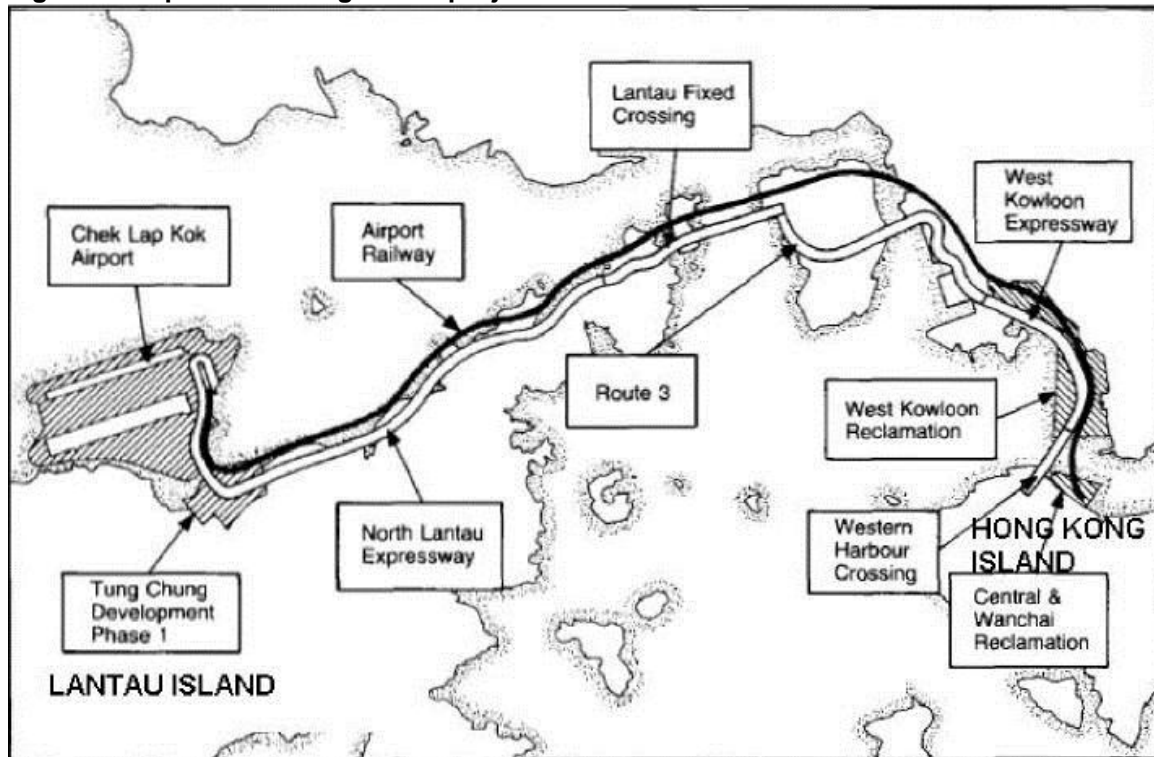 Lantau Fixed
Crossing
West
Kowloon
Expressway
Chek Lap Kok
Airport
Airport
Railway
Route 3
West Kowloon
Reclamation
North Lantau
Expressway
Western
Harbour
Crossing
HONG KONG
ISLAND
Tung Chung
Development
Phase 1
Central &
Wanchai
Reclamation
LANTAU ISLAND